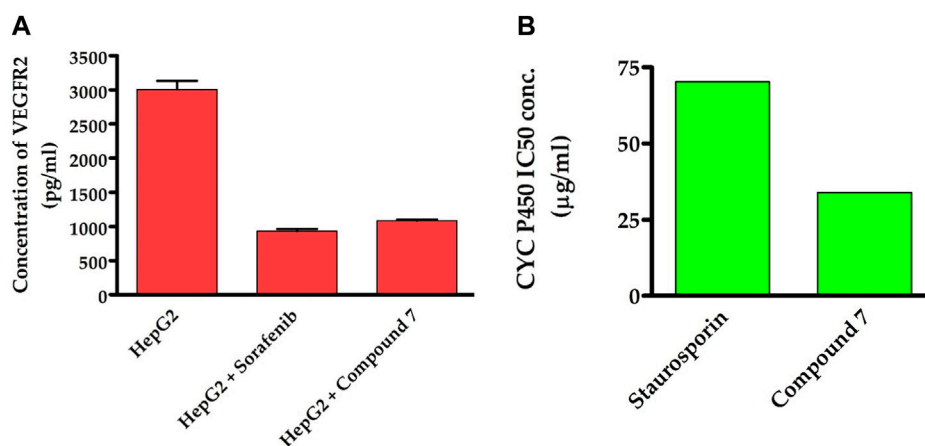 A
Concentration of VEGFR2
(pg/ml)
3500
3000
2500
2000
1500
1000
500
0
HepG2
HepG2 + Sorafenib
HepG2 + Compound 7
B
CYC P450 IC50 conc.
(µg/ml)
75
50
25
0
Staurosporin
Compound 7